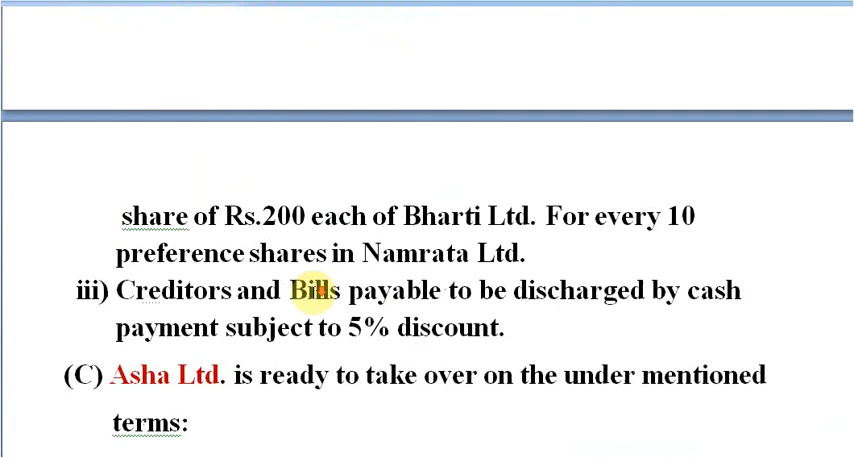 share of Rs.200 each of Bharti Ltd. For every 10
preference shares in Namrata Ltd.
iii) Creditors and Bills payable to be discharged by cash
payment subject to 5% discount.
(C) Asha Ltd. is ready to take over on the under mentioned
terms: